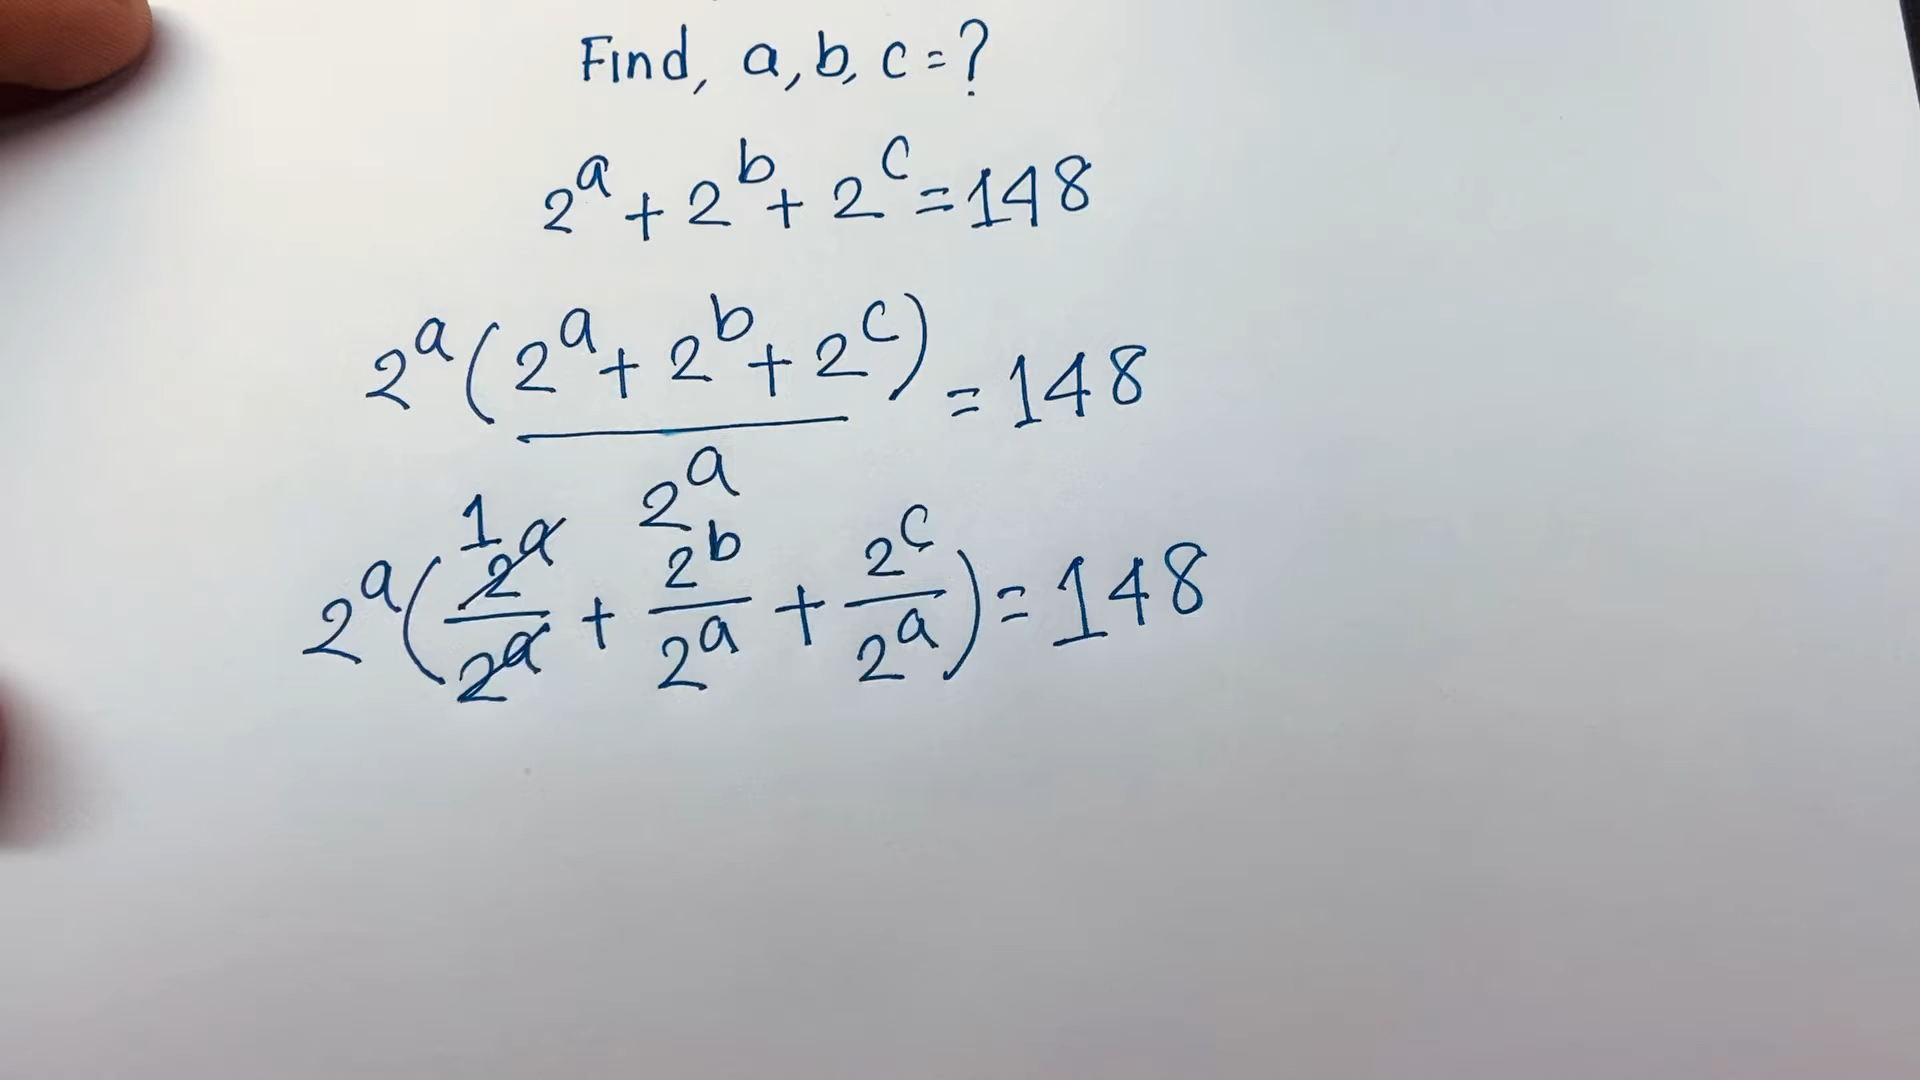 Find, a, b, c = ?
2^a + 2^b + 2^c = 148
2^a (2^a + 2^b + 2^c) / 2^a = 148
2^a (2^a/2^a 1 + 2^b/2^a + 2^c/2^a) = 148